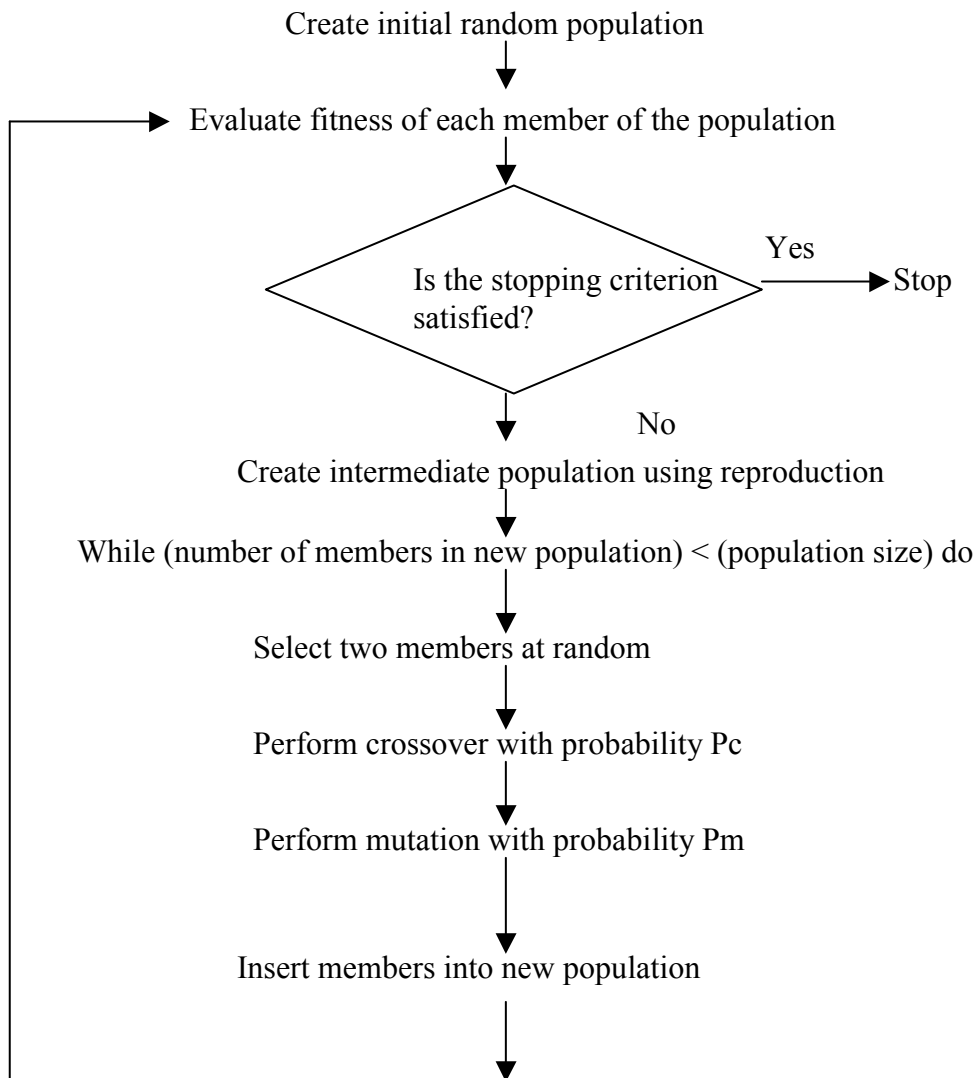 Create initial random population
Evaluate fitness of each member of the population
Yes
Is the stopping criterion
satisfied?
Stop
No
Create intermediate population using reproduction
While (number of members in new population) < (population size) do
Select two members at random
Perform crossover with probability Pc
Perform mutation with probability Pm
Insert members into new population